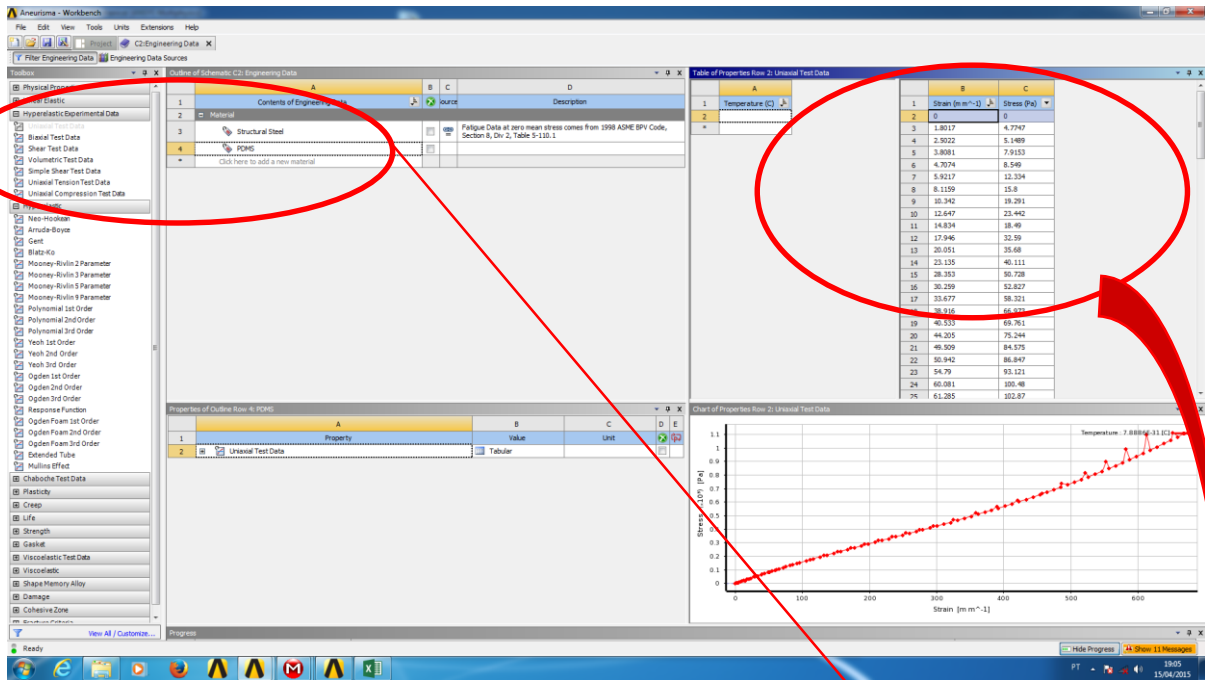 Aneurisma - Workbench
File Edit View Tools Units Extensions Help
Project C2:Engineering Data
Filter Engineering Data Engineering Data Sources
Toolbox
Physical
Elastic
Hyperelastic Experimental Data
Uniaxial Test Data
Biaxial Test Data
Shear Test Data
Volumetric Test Data
Simple Shear Test Data
Uniaxial Tension Test Data
Uniaxial Compression Test Data
Neo-Hookean
Arruda-Boyce
Gent
Blatz-Ko
Mooney-Rivlin 2 Parameter
Mooney-Rivlin 3 Parameter
Mooney-Rivlin 5 Parameter
Mooney-Rivlin 9 Parameter
Polynomial 1st Order
Polynomial 2nd Order
Polynomial 3rd Order
Yeoh 1st Order
Yeoh 2nd Order
Yeoh 3rd Order
Ogden 1st Order
Ogden 2nd Order
Ogden 3rd Order
Response Function
Ogden Foam 1st Order
Ogden Foam 2nd Order
Ogden Foam 3rd Order
Extended Tube
Mullins Effect
Chaboche Test Data
Plasticity
Creep
Life
Strength
Gasket
Viscoelastic Test Data
Viscoelastic
Shape Memory Alloy
Damage
Cohesive Zone
Fracture Criteria
View All / Customize...
Outline of Schematic C2: Engineering Data
A B C D
1 Contents of Engineering Data Description
2 Material
3 Structural Steel Fatigue Data at zero mean stress comes from 1998 ASME BPV Code,
Section 8, Div 2, Table 5-110.1
4 PDMS
* Click here to add a new material
Properties of Outline Row 4: PDMS
A B C D E
1 Property Value Unit
2 Uniaxial Test Data Tabular
Progress
Table of Properties Row 2: Uniaxial Test Data
A
1 Temperature (C)
2
*
B C
1 Strain (m m^-1) Stress (Pa)
2 0 0
3 1.8017 4.7747
4 2.5022 5.1489
5 3.8081 7.9153
6 4.7074 8.549
7 5.9217 12.334
8 8.1159 15.8
9 10.342 19.291
10 12.647 23.442
11 14.834 18.49
12 17.946 32.59
13 20.051 35.68
14 23.135 40.111
15 28.353 50.728
16 30.259 52.827
17 33.677 58.321
18 38.916
19 40.533 69.761
20 44.205 75.244
21 49.509 84.575
22 50.942 86.847
23 54.79 93.121
24 60.081 100.48
25 61.285 102.87
Chart of Properties Row 2: Uniaxial Test Data
Temperature
1.1
0.9
0.8
0.7
0.6
0.5
0.4
0.3
0.2
0.1
0
Stress [Pa]
0 100 200 300 400 500 600
Strain [m m^-1]
Ready
Hide Progress Show 11 Messages
PT 19:05
15/04/2015